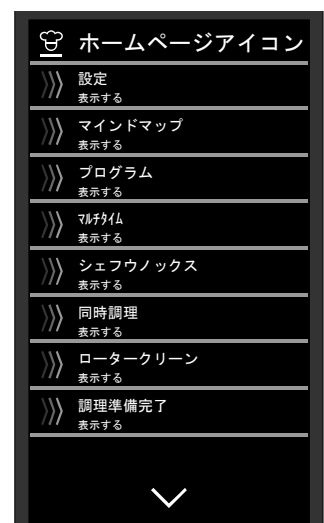 ホームページアイコン
設定
表示する
マインドマップ
表示する
プログラム
表示する
ﾏﾙﾁﾀｲﾑ
表示する
シェフウノックス
表示する
同時調理
表示する
ロータークリーン
表示する
調理準備完了
表示する